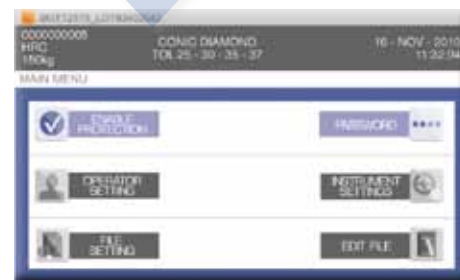 0000000005
HRC
150kg
CONIC DIAMOND
TOL 25 - 30 - 35 - 37
16 - NOV - 2010
MAIN MENU
ENABLE
PROTECTION
PASSWORD
OPERATOR
SETTING
INSTRUMENT
SETTINGS
FILE
SETTING
EDIT FILE